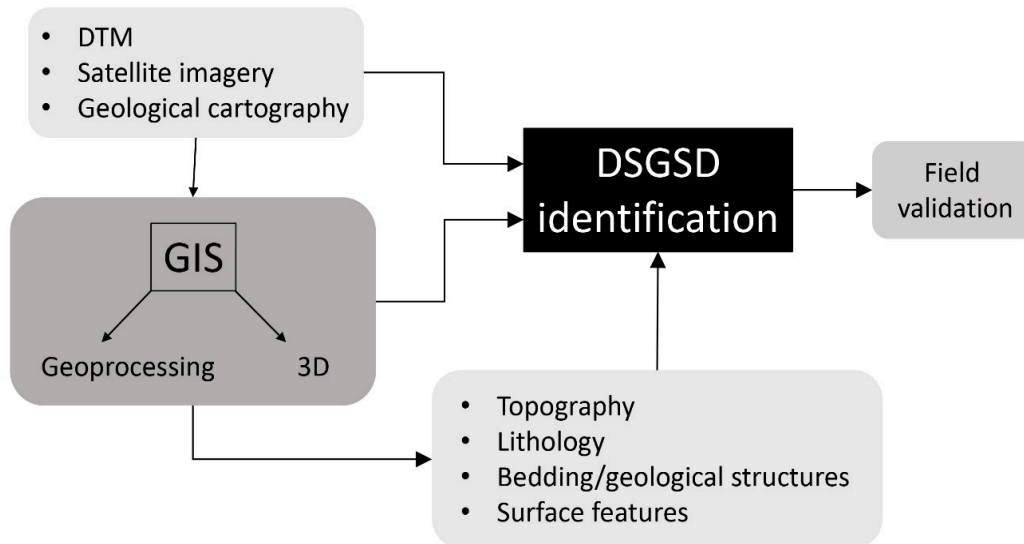 • DTM
• Satellite imagery
• Geological cartography
GIS
Geoprocessing
3D
DSGSD
identification
Field
validation
• Topography
• Lithology
• Bedding/geological structures
• Surface features